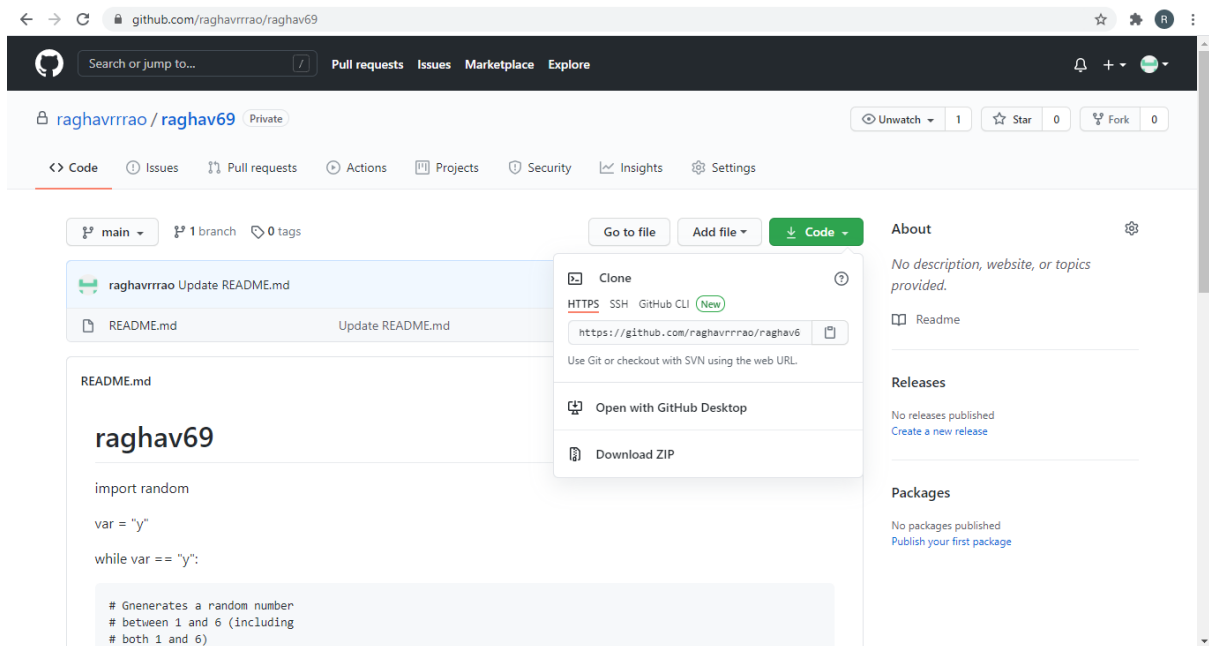 github.com/raghavrrrao/raghav69
R
Search or jump to... /
Pull requests Issues Marketplace Explore
raghavrrrao / raghav69 Private
Unwatch 1 Star 0 Fork 0
<> Code Issues Pull requests Actions Projects Security Insights Settings
main 1 branch 0 tags
Go to file Add file Code
raghavrrrao Update README.md
README.md Update README.md
Clone
HTTPS SSH GitHub CLI New
https://github.com/raghavrrrao/raghav6
Use Git or checkout with SVN using the web URL.
Open with GitHub Desktop
Download ZIP
README.md
raghav69
import random
var = "y"
while var == "y":
# Gnenerates a random number
# between 1 and 6 (including
# both 1 and 6)
About
No description, website, or topics
provided.
Readme
Releases
No releases published
Create a new release
Packages
No packages published
Publish your first package